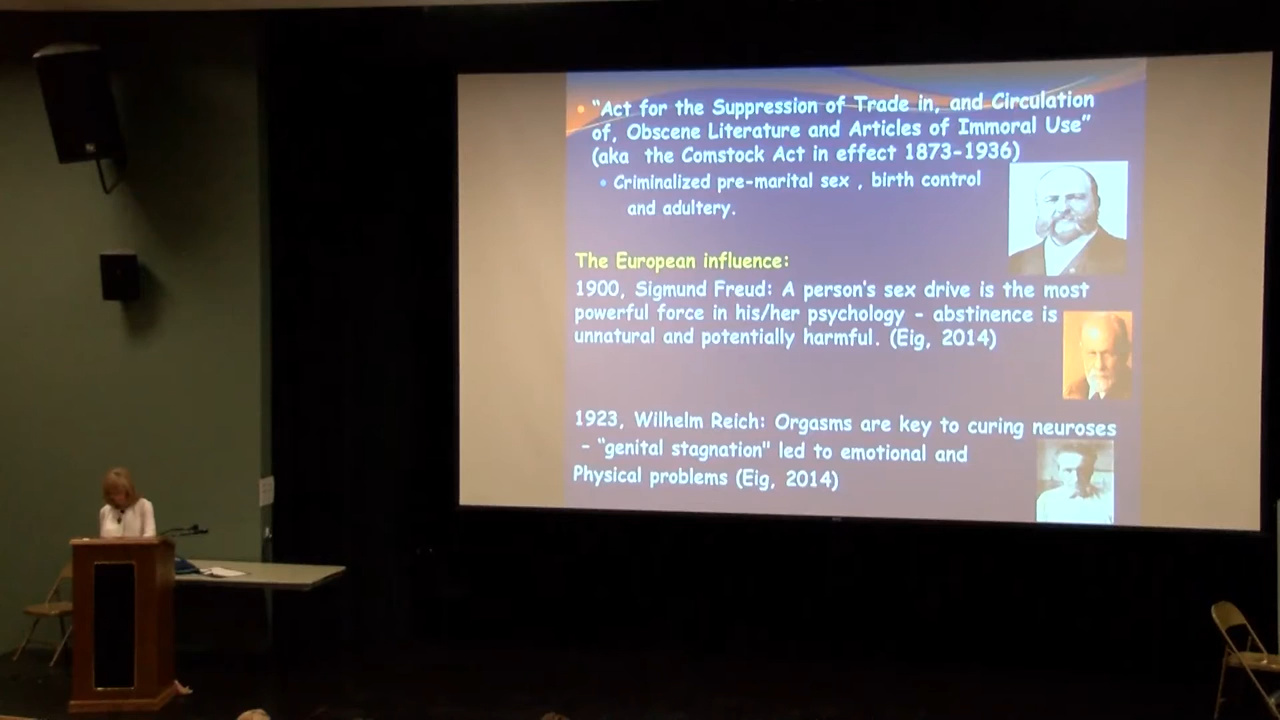 • “Act for the Suppression of Trade in, and Circulation
of, Obscene Literature and Articles of Immoral Use”
(aka the Comstock Act in effect 1873-1936)
• Criminalized pre-marital sex , birth control
and adultery.
The European influence:
1900, Sigmund Freud: A person's sex drive is the most
powerful force in his/her psychology - abstinence is
unnatural and potentially harmful. (Eig, 2014)
1923, Wilhelm Reich: Orgasms are key to curing neuroses
- “genital stagnation" led to emotional and
Physical problems (Eig, 2014)